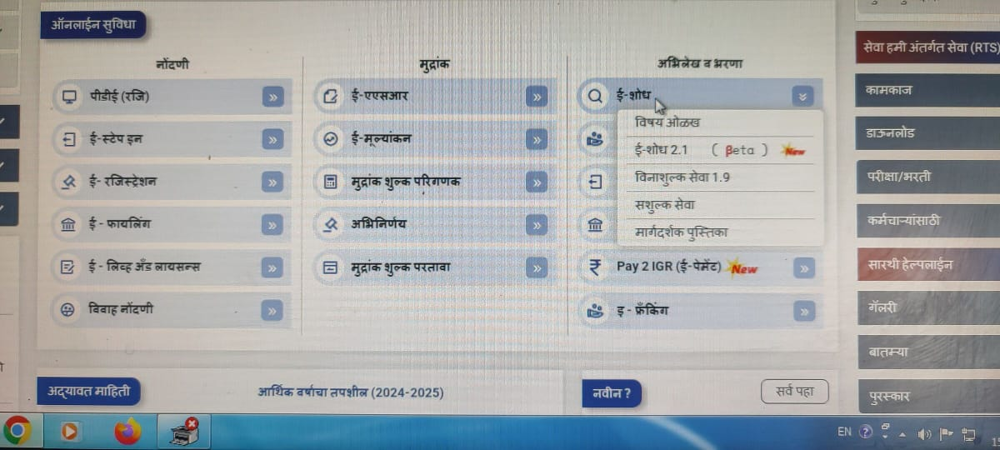 ऑनलाईन सुविधा
नोंदणी
पीडीई (रजि)
ई-स्टेप इन
ई- रजिस्ट्रेशन
ई - फायलिंग
ई - लिव्ह अँड लायसन्स
विवाह नोंदणी
मुद्रांक
ई-एएसआर
ई-मूल्यांकन
मुद्रांक शुल्क परिगणक
अभिनिर्णय
मुद्रांक शुल्क परतावा
अभिलेख व भरणा
ई-शोध
विषय ओळख
ई-शोध 2.1 ( βeta ) New
विनाशुल्क सेवा 1.9
सशुल्क सेवा
मार्गदर्शक पुस्तिका
Pay 2 IGR (ई-पेमेंट) New
इ - फ्रँकिंग
सेवा हमी अंतर्गत सेवा (RTS)
कामकाज
डाऊनलोड
परीक्षा/भरती
कर्मचाऱ्यांसाठी
सारथी हेल्पलाईन
गॅलरी
बातम्या
पुरस्कार
अद्यावत माहिती
आर्थिक वर्षाचा तपशील (2024-2025)
नवीन ?
सर्व पहा
EN